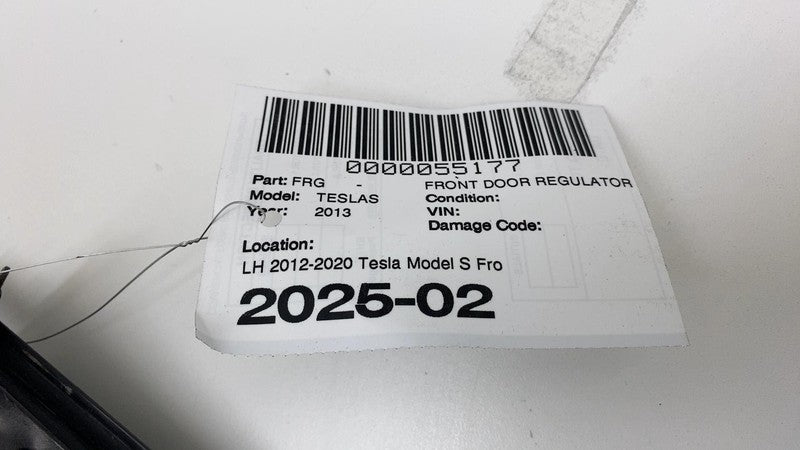 0000055177
Part: FRG - FRONT DOOR REGULATOR
Model: TESLAS Condition:
Year: 2013 VIN:
Damage Code:
Location:
LH 2012-2020 Tesla Model S Fro
2025-02